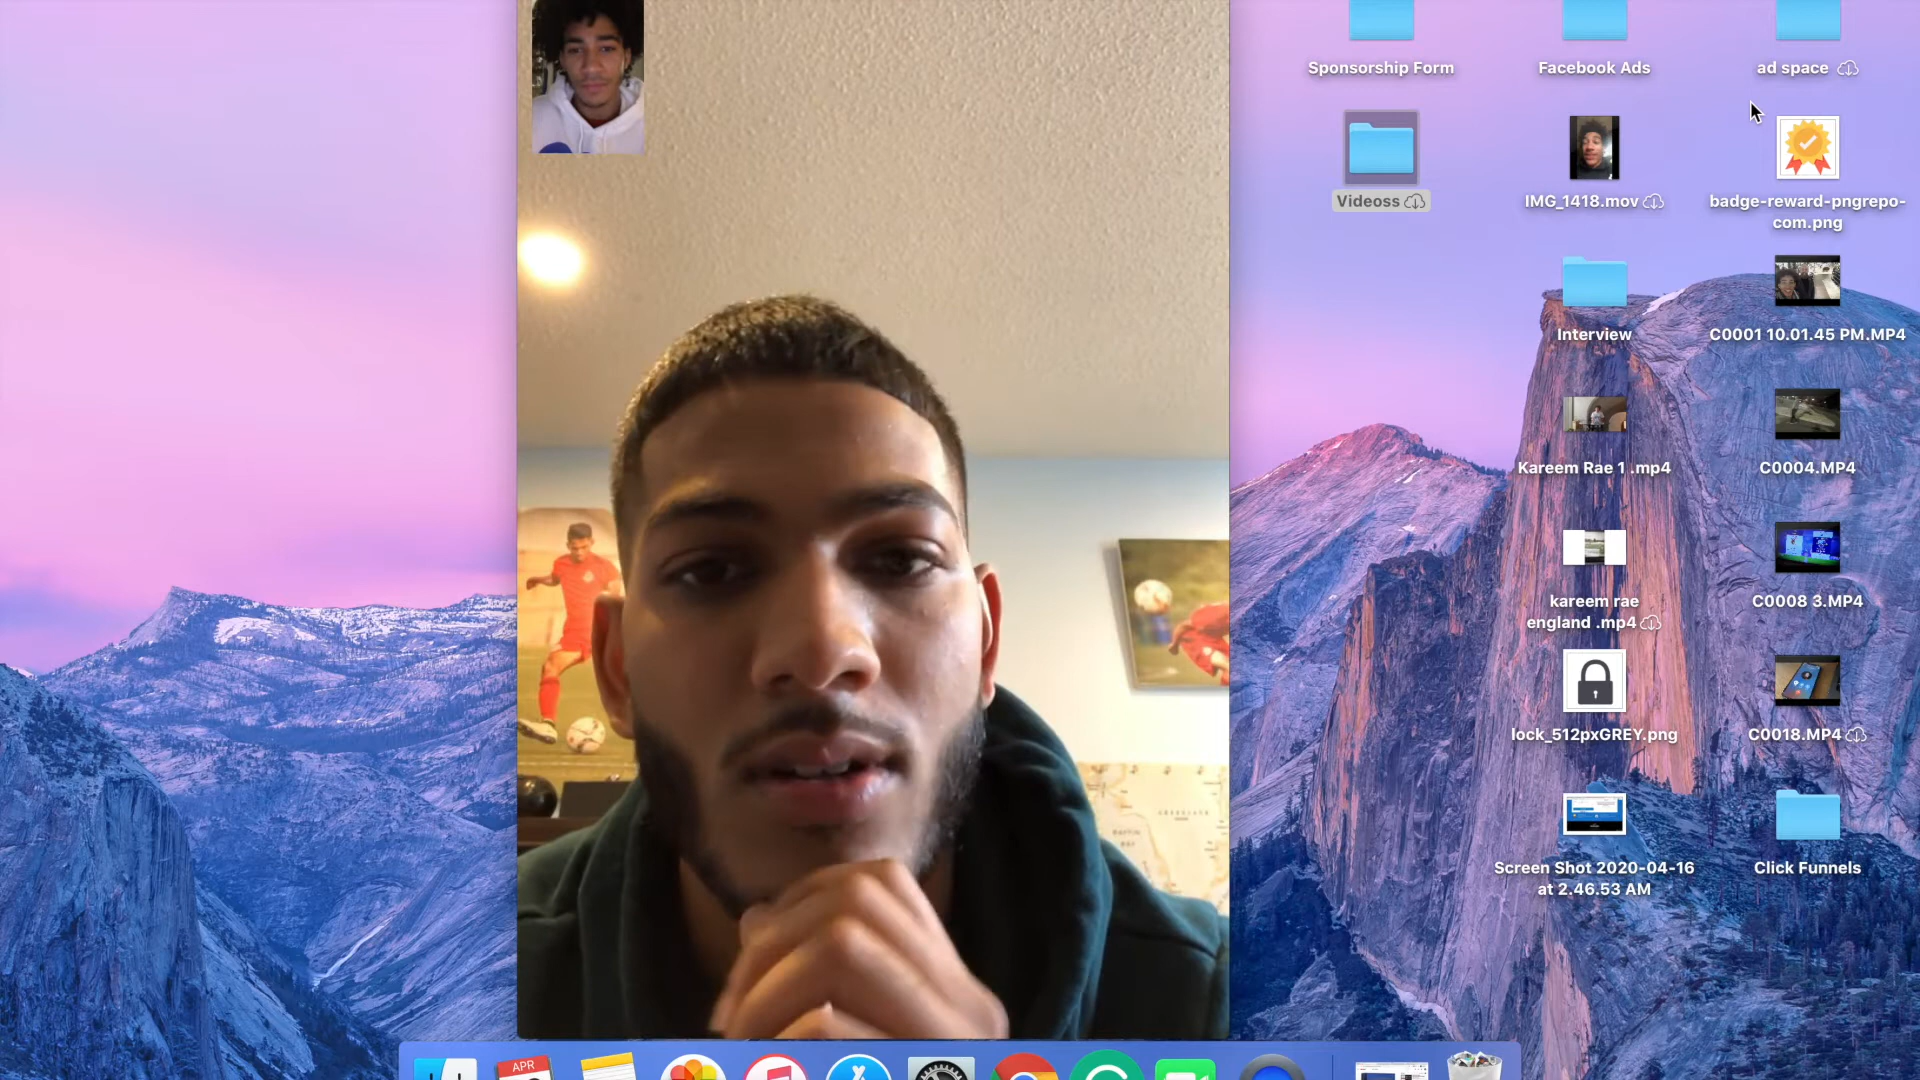 Sponsorship Form
Facebook Ads
ad space
Videoss
IMG_1418.mov
badge-reward-pngrepo-
com.png
Interview
C0001 10.01.45 PM.MP4
Kareem Rae 1 .mp4
C0004.MP4
kareem rae
england .mp4
C0008 3.MP4
lock_512pxGREY.png
C0018.MP4
Screen Shot 2020-04-16
at 2.46.53 AM
Click Funnels
APR